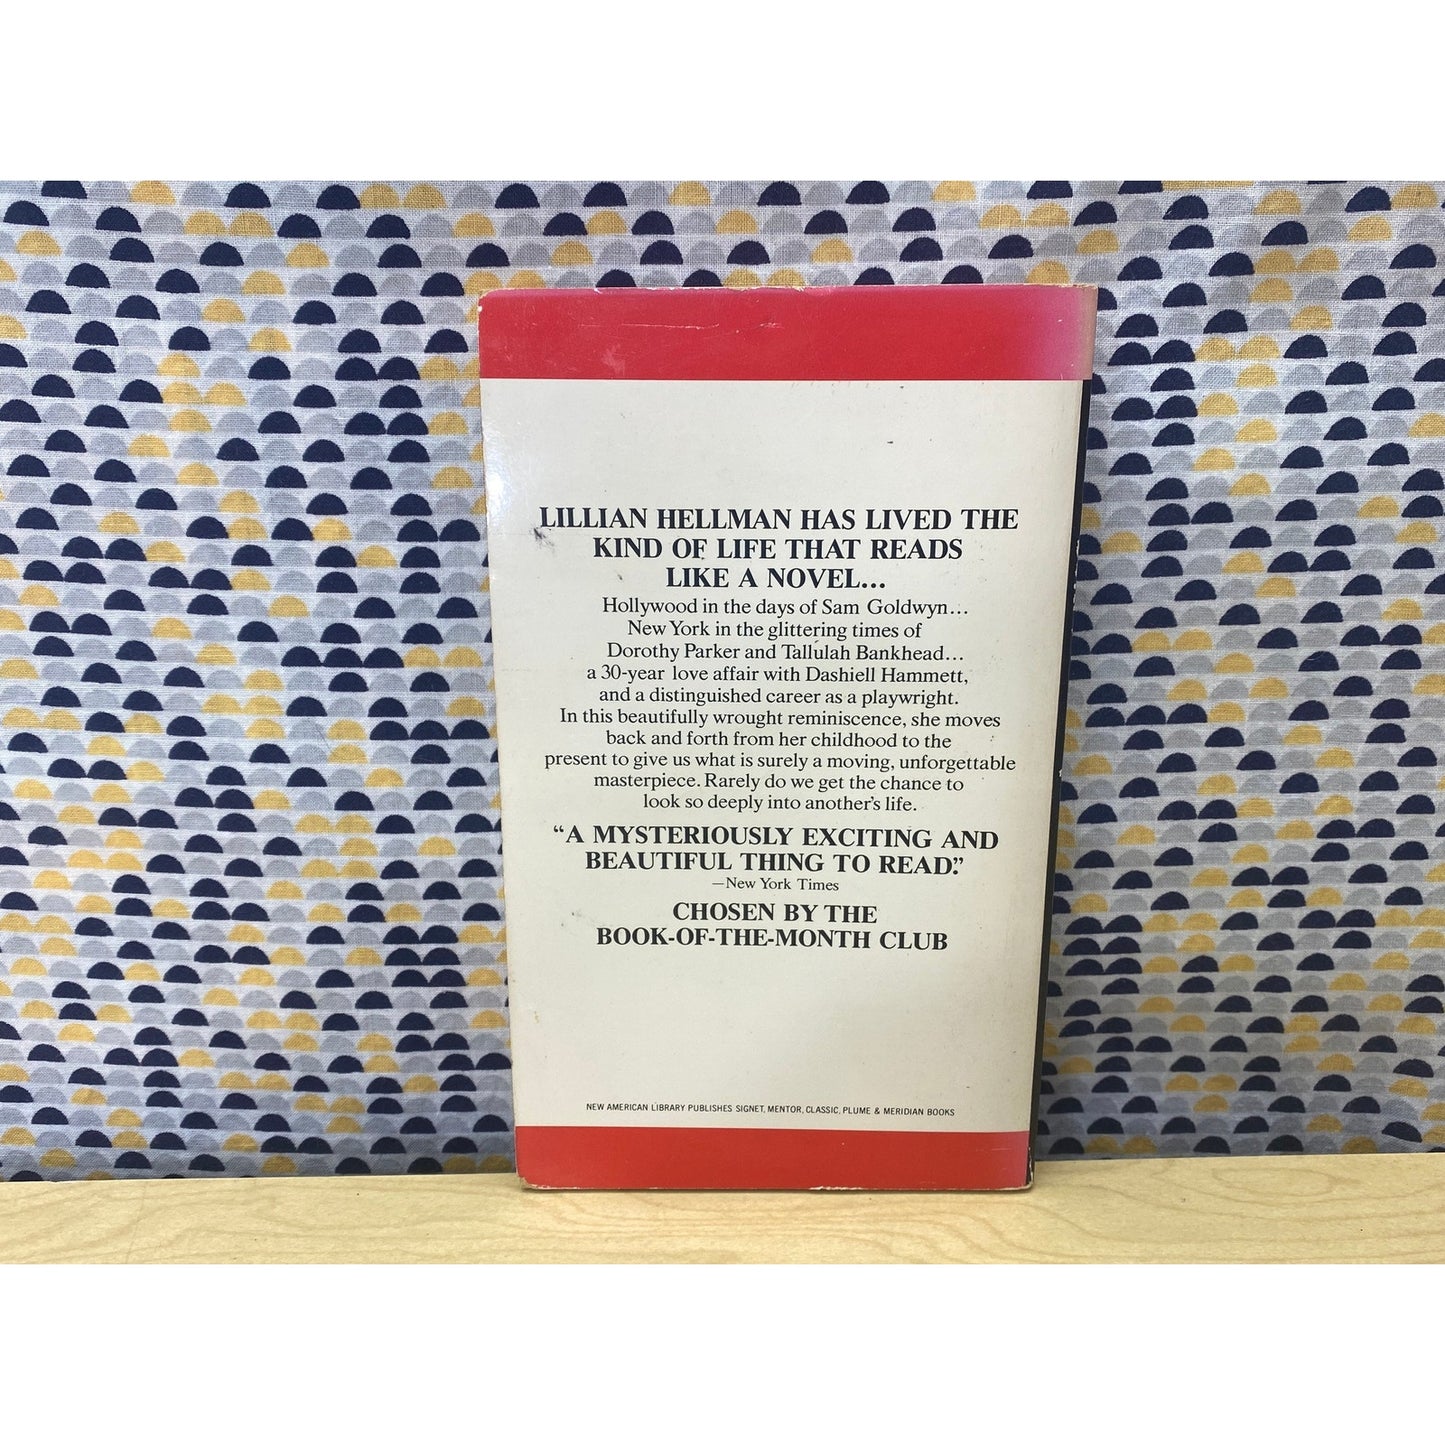 LILLIAN HELLMAN HAS LIVED THE
KIND OF LIFE THAT READS
LIKE A NOVEL...
Hollywood in the days of Sam Goldwyn...
New York in the glittering times of
Dorothy Parker and Tallulah Bankhead...
a 30-year love affair with Dashiell Hammett,
and a distinguished career as a playwright.
In this beautifully wrought reminiscence, she moves
back and forth from her childhood to the
present to give us what is surely a moving, unforgettable
masterpiece. Rarely do we get the chance to
look so deeply into another's life.
“A MYSTERIOUSLY EXCITING AND
BEAUTIFUL THING TO READ.”
—New York Times
CHOSEN BY THE
BOOK-OF-THE-MONTH CLUB
NEW AMERICAN LIBRARY PUBLISHES SIGNET, MENTOR, CLASSIC, PLUME & MERIDIAN BOOKS